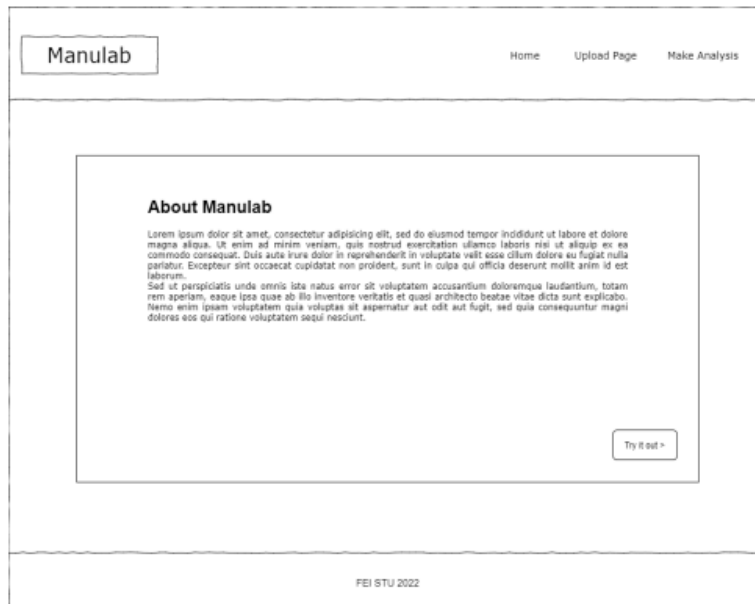 Manulab
Home Upload Page Make Analysis
About Manulab
Lorem ipsum dolor sit amet, consectetur adipisicing elit, sed do eiusmod tempor incididunt ut labore et dolore
magna aliqua. Ut enim ad minim veniam, quis nostrud exercitation ullamco laboris nisi ut aliquip ex ea
commodo consequat. Duis aute irure dolor in reprehenderit in voluptate velit esse cillum dolore eu fugiat nulla
pariatur. Excepteur sint occaecat cupidatat non proident, sunt in culpa qui officia deserunt mollit anim id est
laborum.
Sed ut perspiciatis unde omnis iste natus error sit voluptatem accusantium doloremque laudantium, totam
rem aperiam, eaque ipsa quae ab illo inventore veritatis et quasi architecto beatae vitae dicta sunt explicabo.
Nemo enim ipsam voluptatem quia voluptas sit aspernatur aut odit aut fugit, sed quia consequuntur magni
dolores eos qui ratione voluptatem sequi nesciunt.
Try it out >
FEI STU 2022